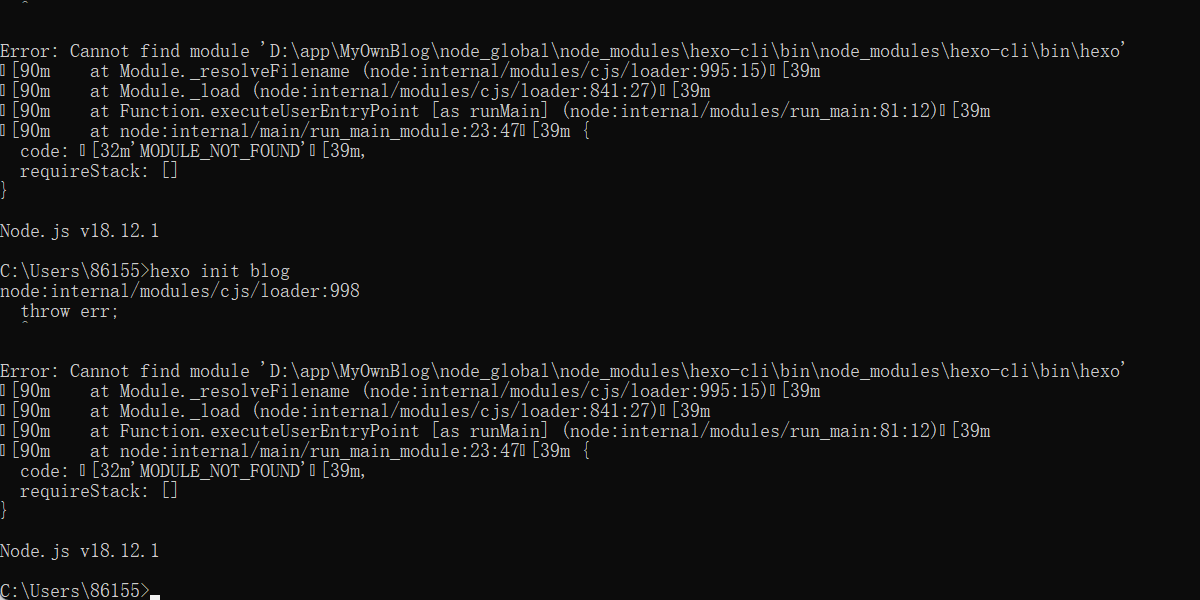 ^
Error: Cannot find module 'D:\app\MyOwnBlog\node_global\node_modules\hexo-cli\bin\node_modules\hexo-cli\bin\hexo'
[90m    at Module._resolveFilename (node:internal/modules/cjs/loader:995:15)[39m
[90m    at Module._load (node:internal/modules/cjs/loader:841:27)[39m
[90m    at Function.executeUserEntryPoint [as runMain] (node:internal/modules/run_main:81:12)[39m
[90m    at node:internal/main/run_main_module:23:47[39m {
  code: [32m'MODULE_NOT_FOUND'[39m,
  requireStack: []
}
Node.js v18.12.1
C:\Users\86155>hexo init blog
node:internal/modules/cjs/loader:998
  throw err;
  ^
Error: Cannot find module 'D:\app\MyOwnBlog\node_global\node_modules\hexo-cli\bin\node_modules\hexo-cli\bin\hexo'
[90m    at Module._resolveFilename (node:internal/modules/cjs/loader:995:15)[39m
[90m    at Module._load (node:internal/modules/cjs/loader:841:27)[39m
[90m    at Function.executeUserEntryPoint [as runMain] (node:internal/modules/run_main:81:12)[39m
[90m    at node:internal/main/run_main_module:23:47[39m {
  code: [32m'MODULE_NOT_FOUND'[39m,
  requireStack: []
}
Node.js v18.12.1
C:\Users\86155>